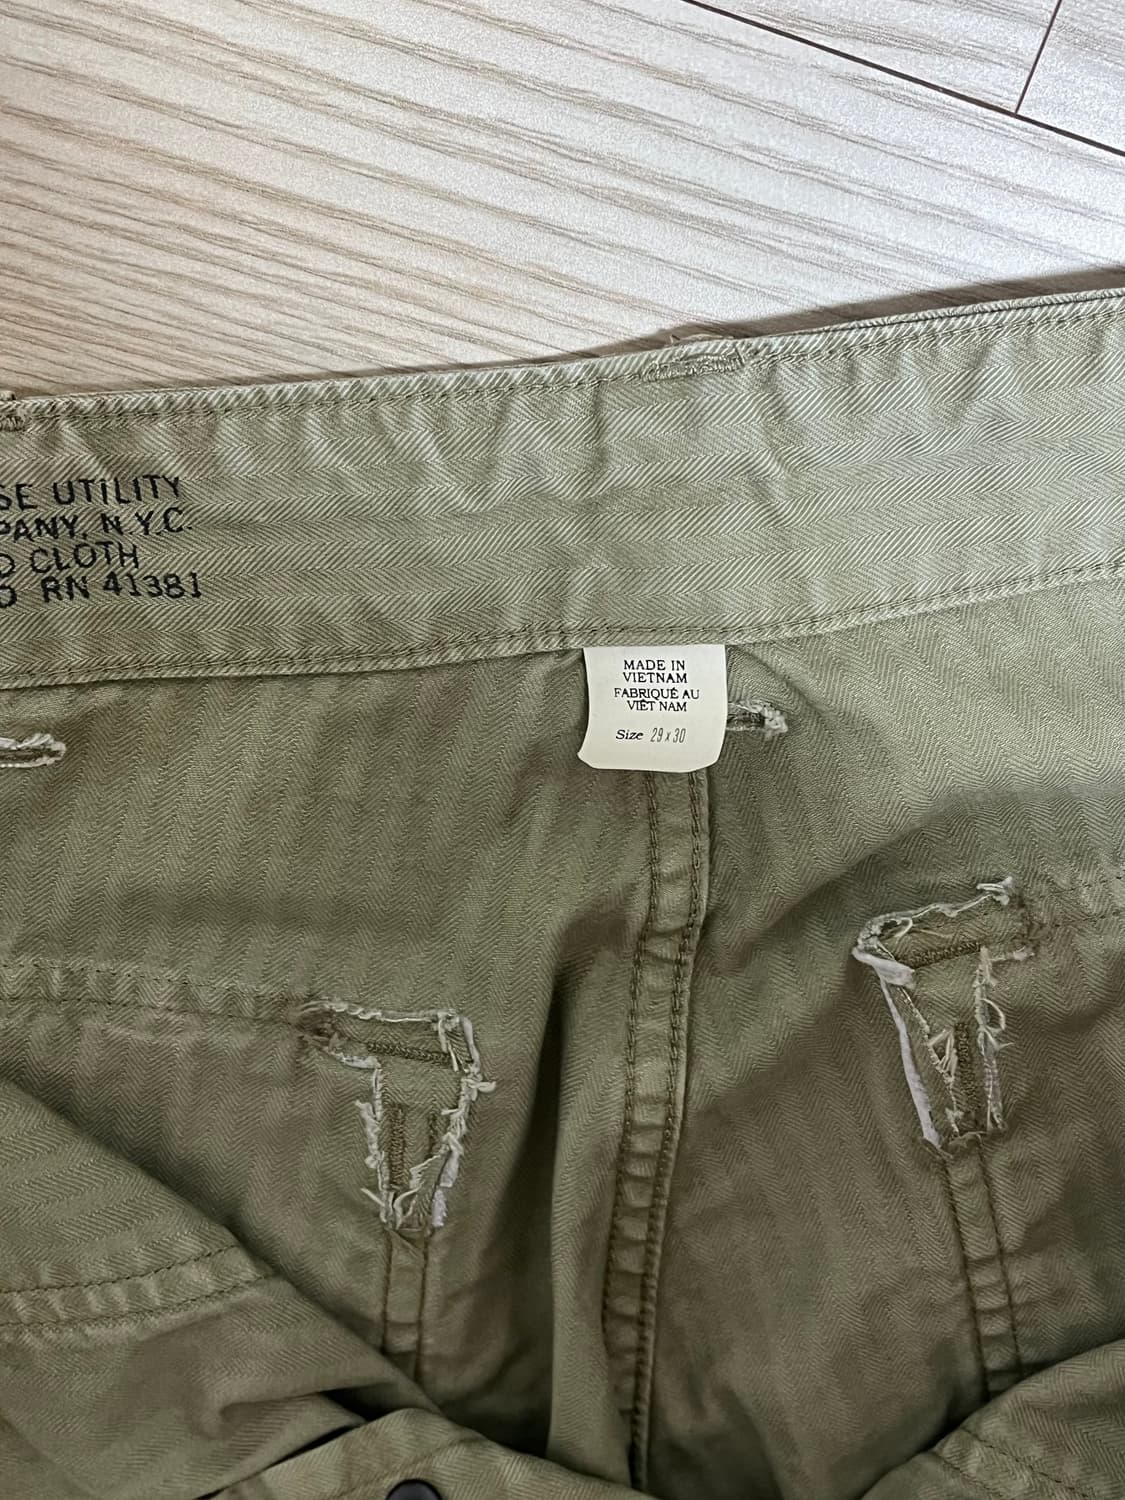 SE UTILITY
PANY, N.Y.C.
D CLOTH
RN 41381
MADE IN
VIETNAM
FABRIQUÉ AU
VIÊT NAM
Size 29 x 30